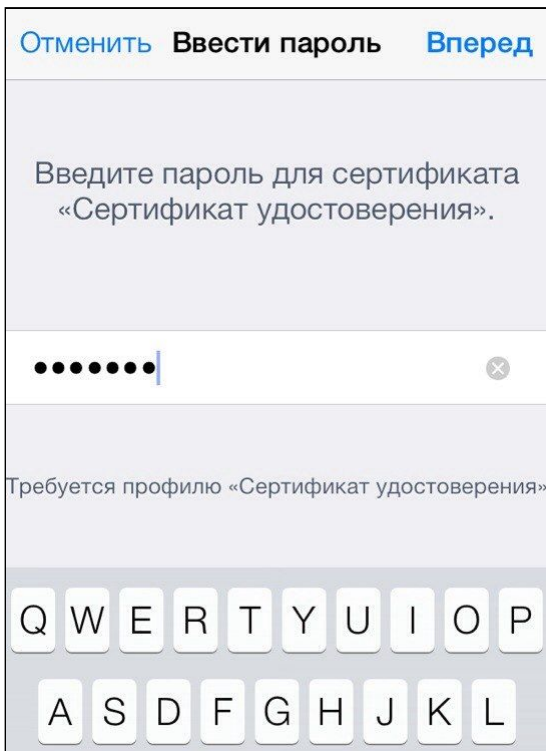 Отменить Ввести пароль Вперед
Введите пароль для сертификата
«Сертификат удостоверения».
•••••••
Требуется профилю «Сертификат удостоверения»
Q W E R T Y U I O P
A S D F G H J K L